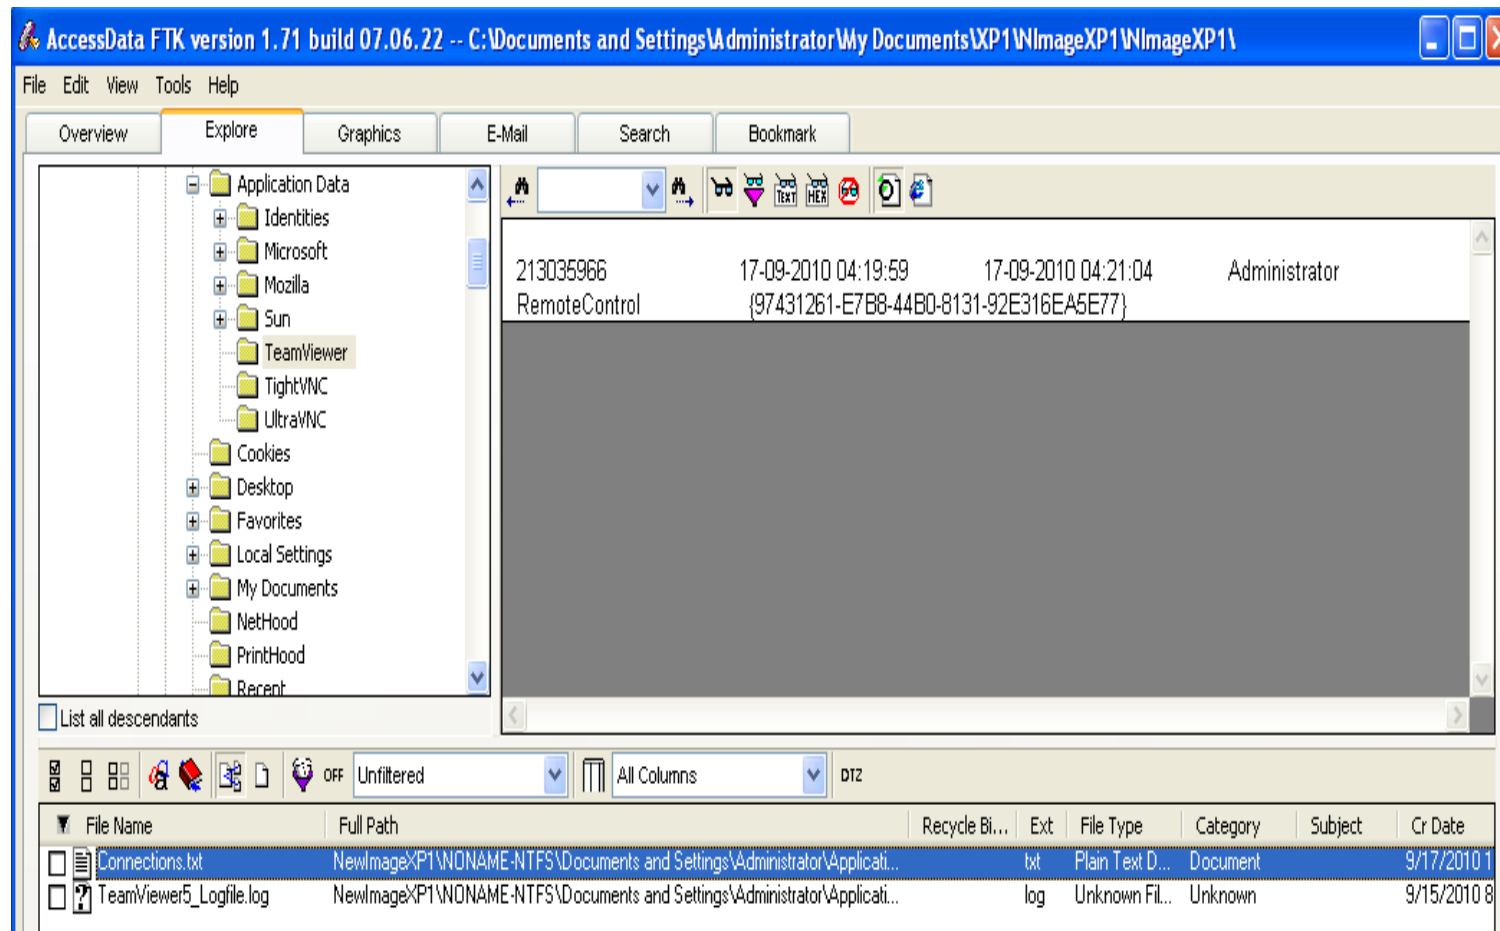 AccessData FTK version 1.71 build 07.06.22 -- C:\Documents and Settings\Administrator\My Documents\XP1\NImageXP1\NImageXP1\
File Edit View Tools Help
Overview Explore Graphics E-Mail Search Bookmark
Application Data
Identities
Microsoft
Mozilla
Sun
TeamViewer
TightVNC
UltraVNC
Cookies
Desktop
Favorites
Local Settings
My Documents
NetHood
PrintHood
Recent
List all descendants
TEXT HEX
213035966 17-09-2010 04:19:59 17-09-2010 04:21:04 Administrator
RemoteControl {97431261-E7B8-44B0-8131-92E316EA5E77}
OFF Unfiltered All Columns DTZ
File Name Full Path Recycle Bi... Ext File Type Category Subject Cr Date
Connections.txt NewImageXP1\NONAME-NTFS\Documents and Settings\Administrator\Applicati... txt Plain Text D... Document 9/17/2010 1
TeamViewer5_Logfile.log NewImageXP1\NONAME-NTFS\Documents and Settings\Administrator\Applicati... log Unknown Fil... Unknown 9/15/2010 8